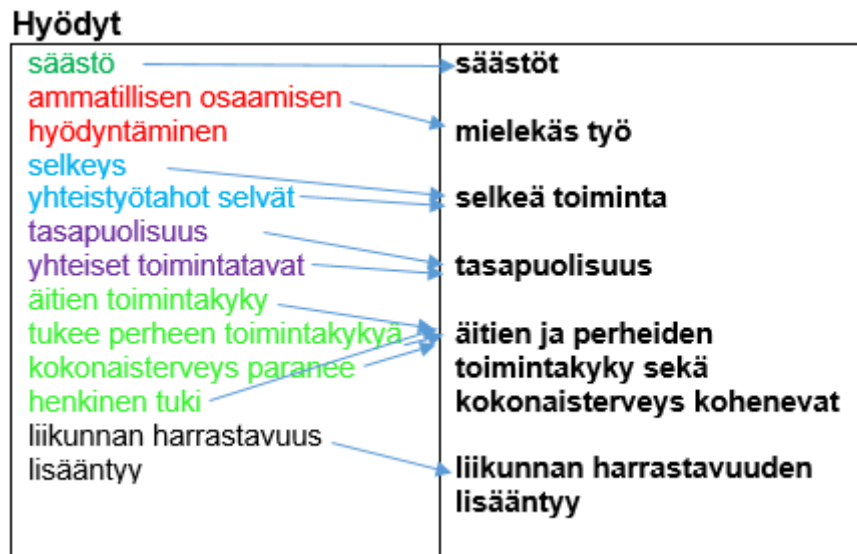 Hyödyt
säästö
ammatillisen osaamisen
hyödyntäminen
selkeys
yhteistyötahot selvät
tasapuolisuus
yhteiset toimintatavat
äitien toimintakyky
tukee perheen toimintakykyä
kokonaisterveys paranee
henkinen tuki
liikunnan harrastavuus
lisääntyy
säästöt
mielekäs työ
selkeä toiminta
tasapuolisuus
äitien ja perheiden
toimintakyky sekä
kokonaisterveys kohenevat
liikunnan harrastavuuden
lisääntyy